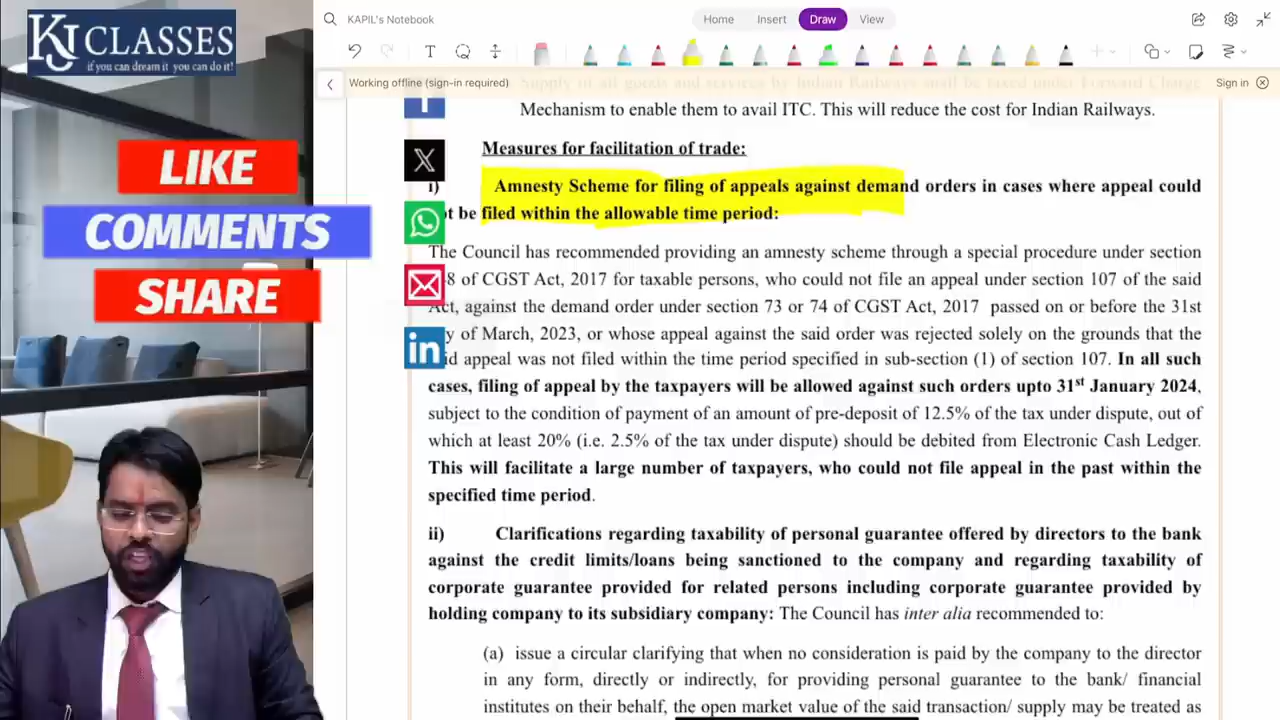 KJ CLASSES
if you can dream it you can do it!
LIKE
COMMENTS
SHARE
KAPIL's Notebook
Home Insert Draw View
Working offline (sign-in required)
Sign in
Supply of all goods and services by Indian Railways shall be taxed under Forward Charge
Mechanism to enable them to avail ITC. This will reduce the cost for Indian Railways.
Measures for facilitation of trade:
i) Amnesty Scheme for filing of appeals against demand orders in cases where appeal could
be filed within the allowable time period:
The Council has recommended providing an amnesty scheme through a special procedure under section
8 of CGST Act, 2017 for taxable persons, who could not file an appeal under section 107 of the said
Act, against the demand order under section 73 or 74 of CGST Act, 2017 passed on or before the 31st
of March, 2023, or whose appeal against the said order was rejected solely on the grounds that the
appeal was not filed within the time period specified in sub-section (1) of section 107. In all such
cases, filing of appeal by the taxpayers will be allowed against such orders upto 31st January 2024,
subject to the condition of payment of an amount of pre-deposit of 12.5% of the tax under dispute, out of
which at least 20% (i.e. 2.5% of the tax under dispute) should be debited from Electronic Cash Ledger.
This will facilitate a large number of taxpayers, who could not file appeal in the past within the
specified time period.
ii) Clarifications regarding taxability of personal guarantee offered by directors to the bank
against the credit limits/loans being sanctioned to the company and regarding taxability of
corporate guarantee provided for related persons including corporate guarantee provided by
holding company to its subsidiary company: The Council has inter alia recommended to:
(a) issue a circular clarifying that when no consideration is paid by the company to the director
in any form, directly or indirectly, for providing personal guarantee to the bank/ financial
institutes on their behalf, the open market value of the said transaction/ supply may be treated as